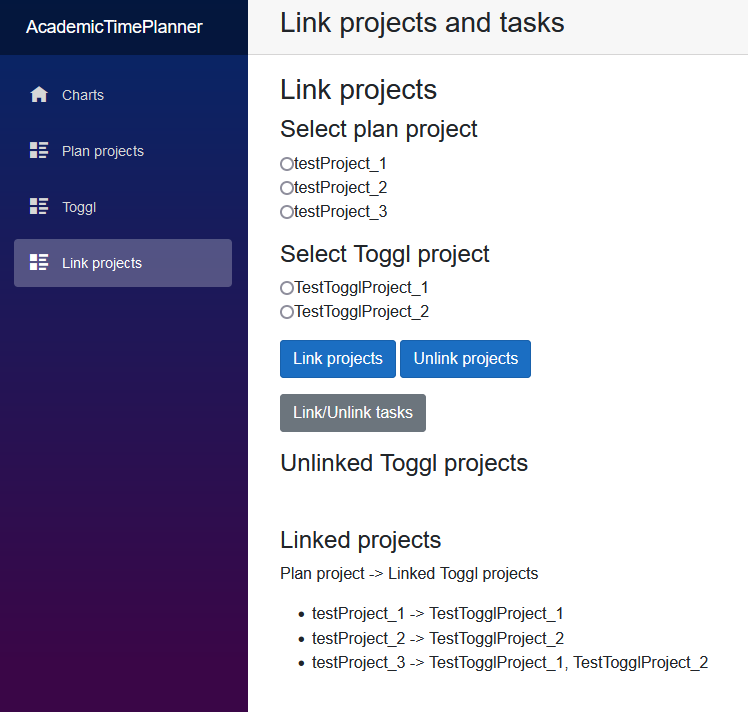 AcademicTimePlanner
Charts
Plan projects
Toggl
Link projects
Link projects and tasks
Link projects
Select plan project
testProject_1
testProject_2
testProject_3
Select Toggl project
TestTogglProject_1
TestTogglProject_2
Link projects Unlink projects
Link/Unlink tasks
Unlinked Toggl projects
Linked projects
Plan project -> Linked Toggl projects
• testProject_1 -> TestTogglProject_1
• testProject_2 -> TestTogglProject_2
• testProject_3 -> TestTogglProject_1, TestTogglProject_2